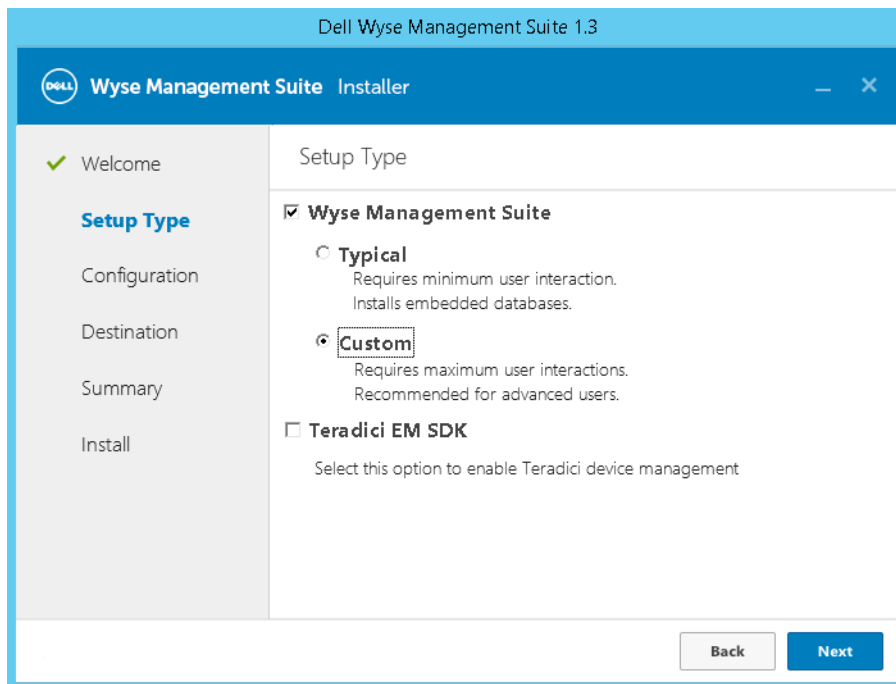 Dell Wyse Management Suite 1.3
DELL Wyse Management Suite Installer
Welcome
Setup Type
Configuration
Destination
Summary
Install
Setup Type
Wyse Management Suite
Typical
Requires minimum user interaction.
Installs embedded databases.
Custom
Requires maximum user interactions.
Recommended for advanced users.
Teradici EM SDK
Select this option to enable Teradici device management
Back Next